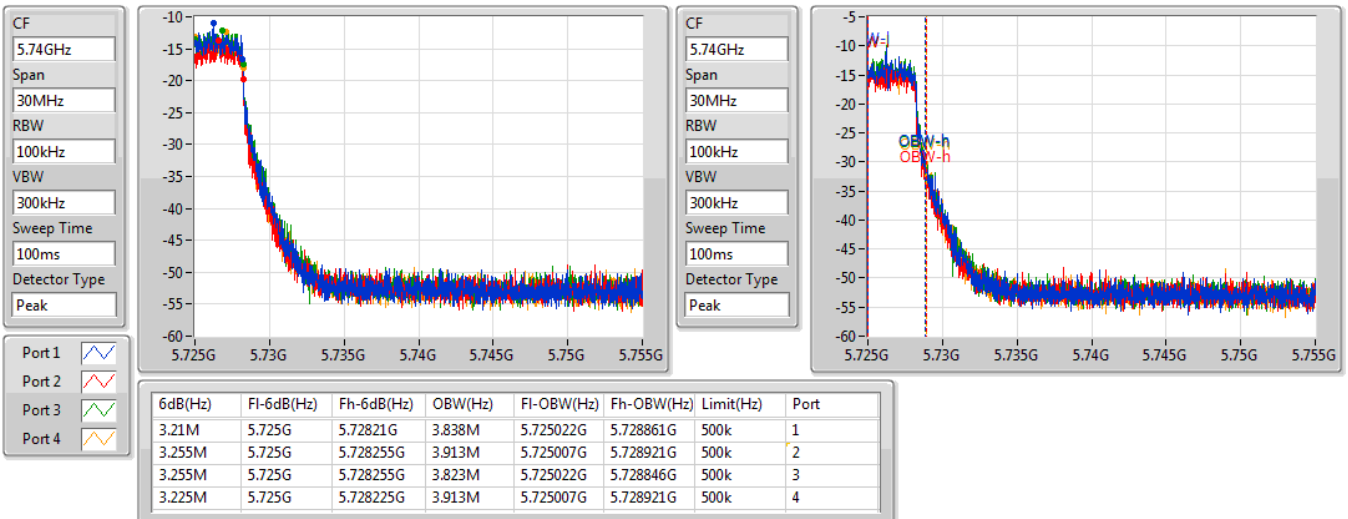 CF
5.74GHz
Span
30MHz
RBW
100kHz
VBW
300kHz
Sweep Time
100ms
Detector Type
Peak
-10
-15
-20
-25
-30
-35
-40
-45
-50
-55
-60
5.725G 5.73G 5.735G 5.74G 5.745G 5.75G 5.755G
CF
5.74GHz
Span
30MHz
RBW
100kHz
VBW
300kHz
Sweep Time
100ms
Detector Type
Peak
-5
-10
-15
-20
-25
-30
-35
-40
-45
-50
-55
-60
OBW-h
OBW-h
5.725G 5.73G 5.735G 5.74G 5.745G 5.75G 5.755G
Port 1
Port 2
Port 3
Port 4
6dB(Hz) Fl-6dB(Hz) Fh-6dB(Hz) OBW(Hz) Fl-OBW(Hz) Fh-OBW(Hz) Limit(Hz) Port
3.21M 5.725G 5.72821G 3.838M 5.725022G 5.728861G 500k 1
3.255M 5.725G 5.728255G 3.913M 5.725007G 5.728921G 500k 2
3.255M 5.725G 5.728255G 3.823M 5.725022G 5.728846G 500k 3
3.225M 5.725G 5.728225G 3.913M 5.725007G 5.728921G 500k 4